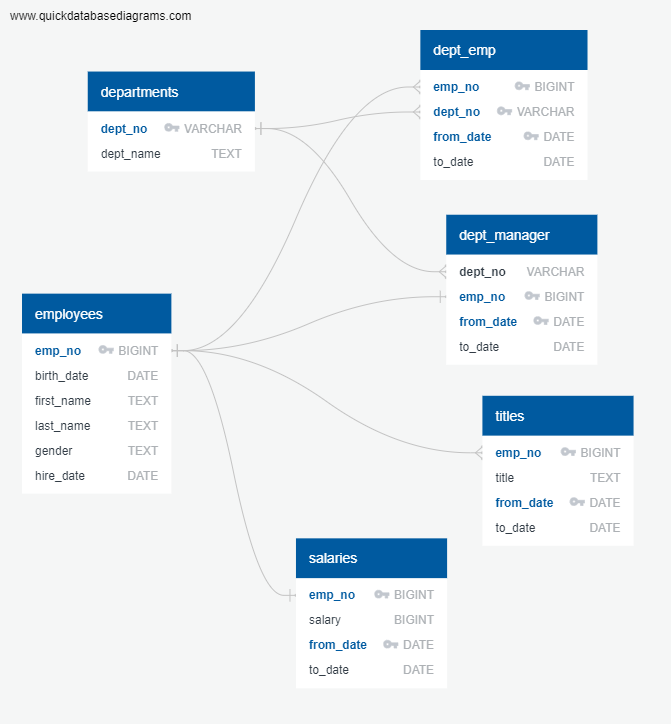 www.quickdatabasediagrams.com
departments
dept_no VARCHAR
dept_name TEXT
dept_emp
emp_no BIGINT
dept_no VARCHAR
from_date DATE
to_date DATE
dept_manager
dept_no VARCHAR
emp_no BIGINT
from_date DATE
to_date DATE
employees
emp_no BIGINT
birth_date DATE
first_name TEXT
last_name TEXT
gender TEXT
hire_date DATE
titles
emp_no BIGINT
title TEXT
from_date DATE
to_date DATE
salaries
emp_no BIGINT
salary BIGINT
from_date DATE
to_date DATE